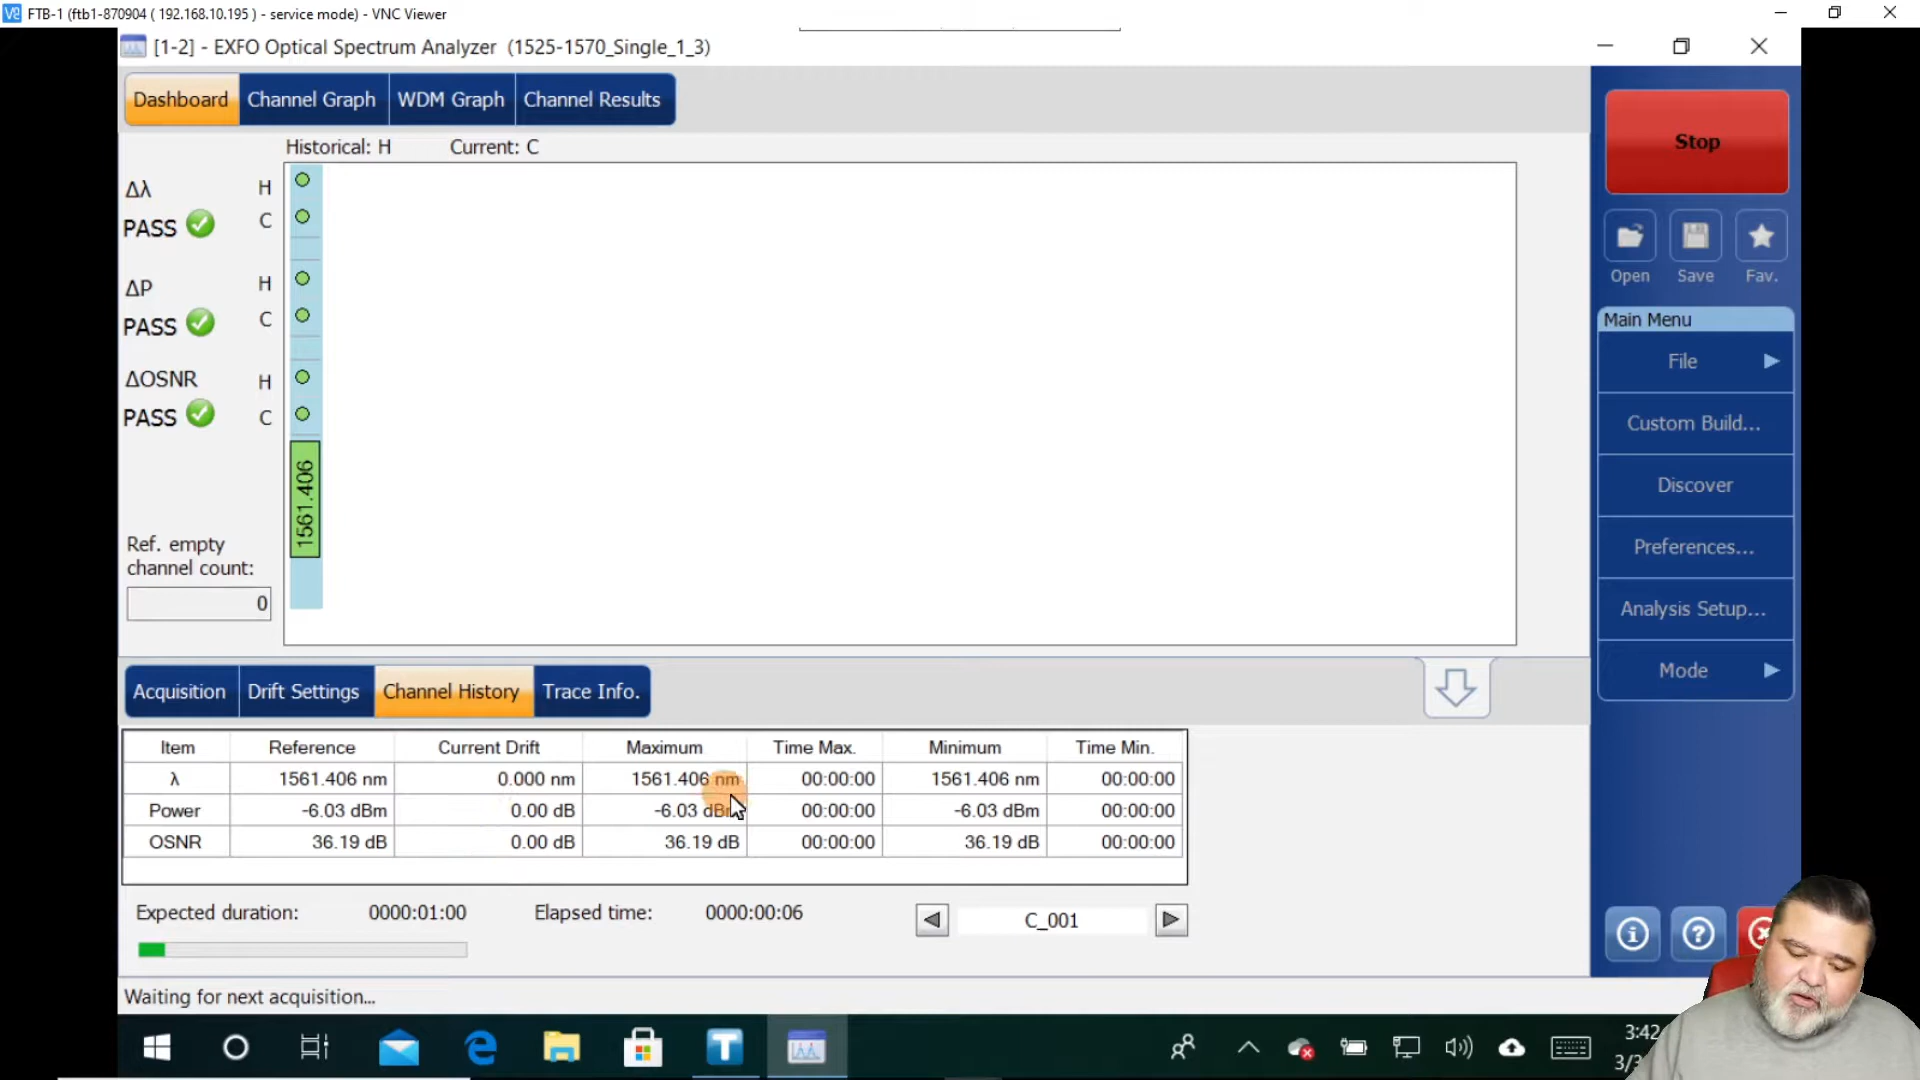 FTB-1 (ftb1-870904 ( 192.168.10.195 ) - service mode) - VNC Viewer
[1-2] - EXFO Optical Spectrum Analyzer (1525-1570_Single_1_3)
Dashboard Channel Graph WDM Graph Channel Results
Historical: H Current: C
Δλ H
PASS C
ΔP H
PASS C
ΔOSNR H
PASS C
1561.406
Ref. empty
channel count:
0
Stop
Open Save Fav.
Main Menu
File
Custom Build...
Discover
Preferences...
Analysis Setup...
Mode
Acquisition Drift Settings Channel History Trace Info.
Item Reference Current Drift Maximum Time Max. Minimum Time Min.
λ 1561.406 nm 0.000 nm 1561.406 nm 00:00:00 1561.406 nm 00:00:00
Power -6.03 dBm 0.00 dB -6.03 dBm 00:00:00 -6.03 dBm 00:00:00
OSNR 36.19 dB 0.00 dB 36.19 dB 00:00:00 36.19 dB 00:00:00
Expected duration: 0000:01:00 Elapsed time: 0000:00:06 C_001
Waiting for next acquisition...
3:42